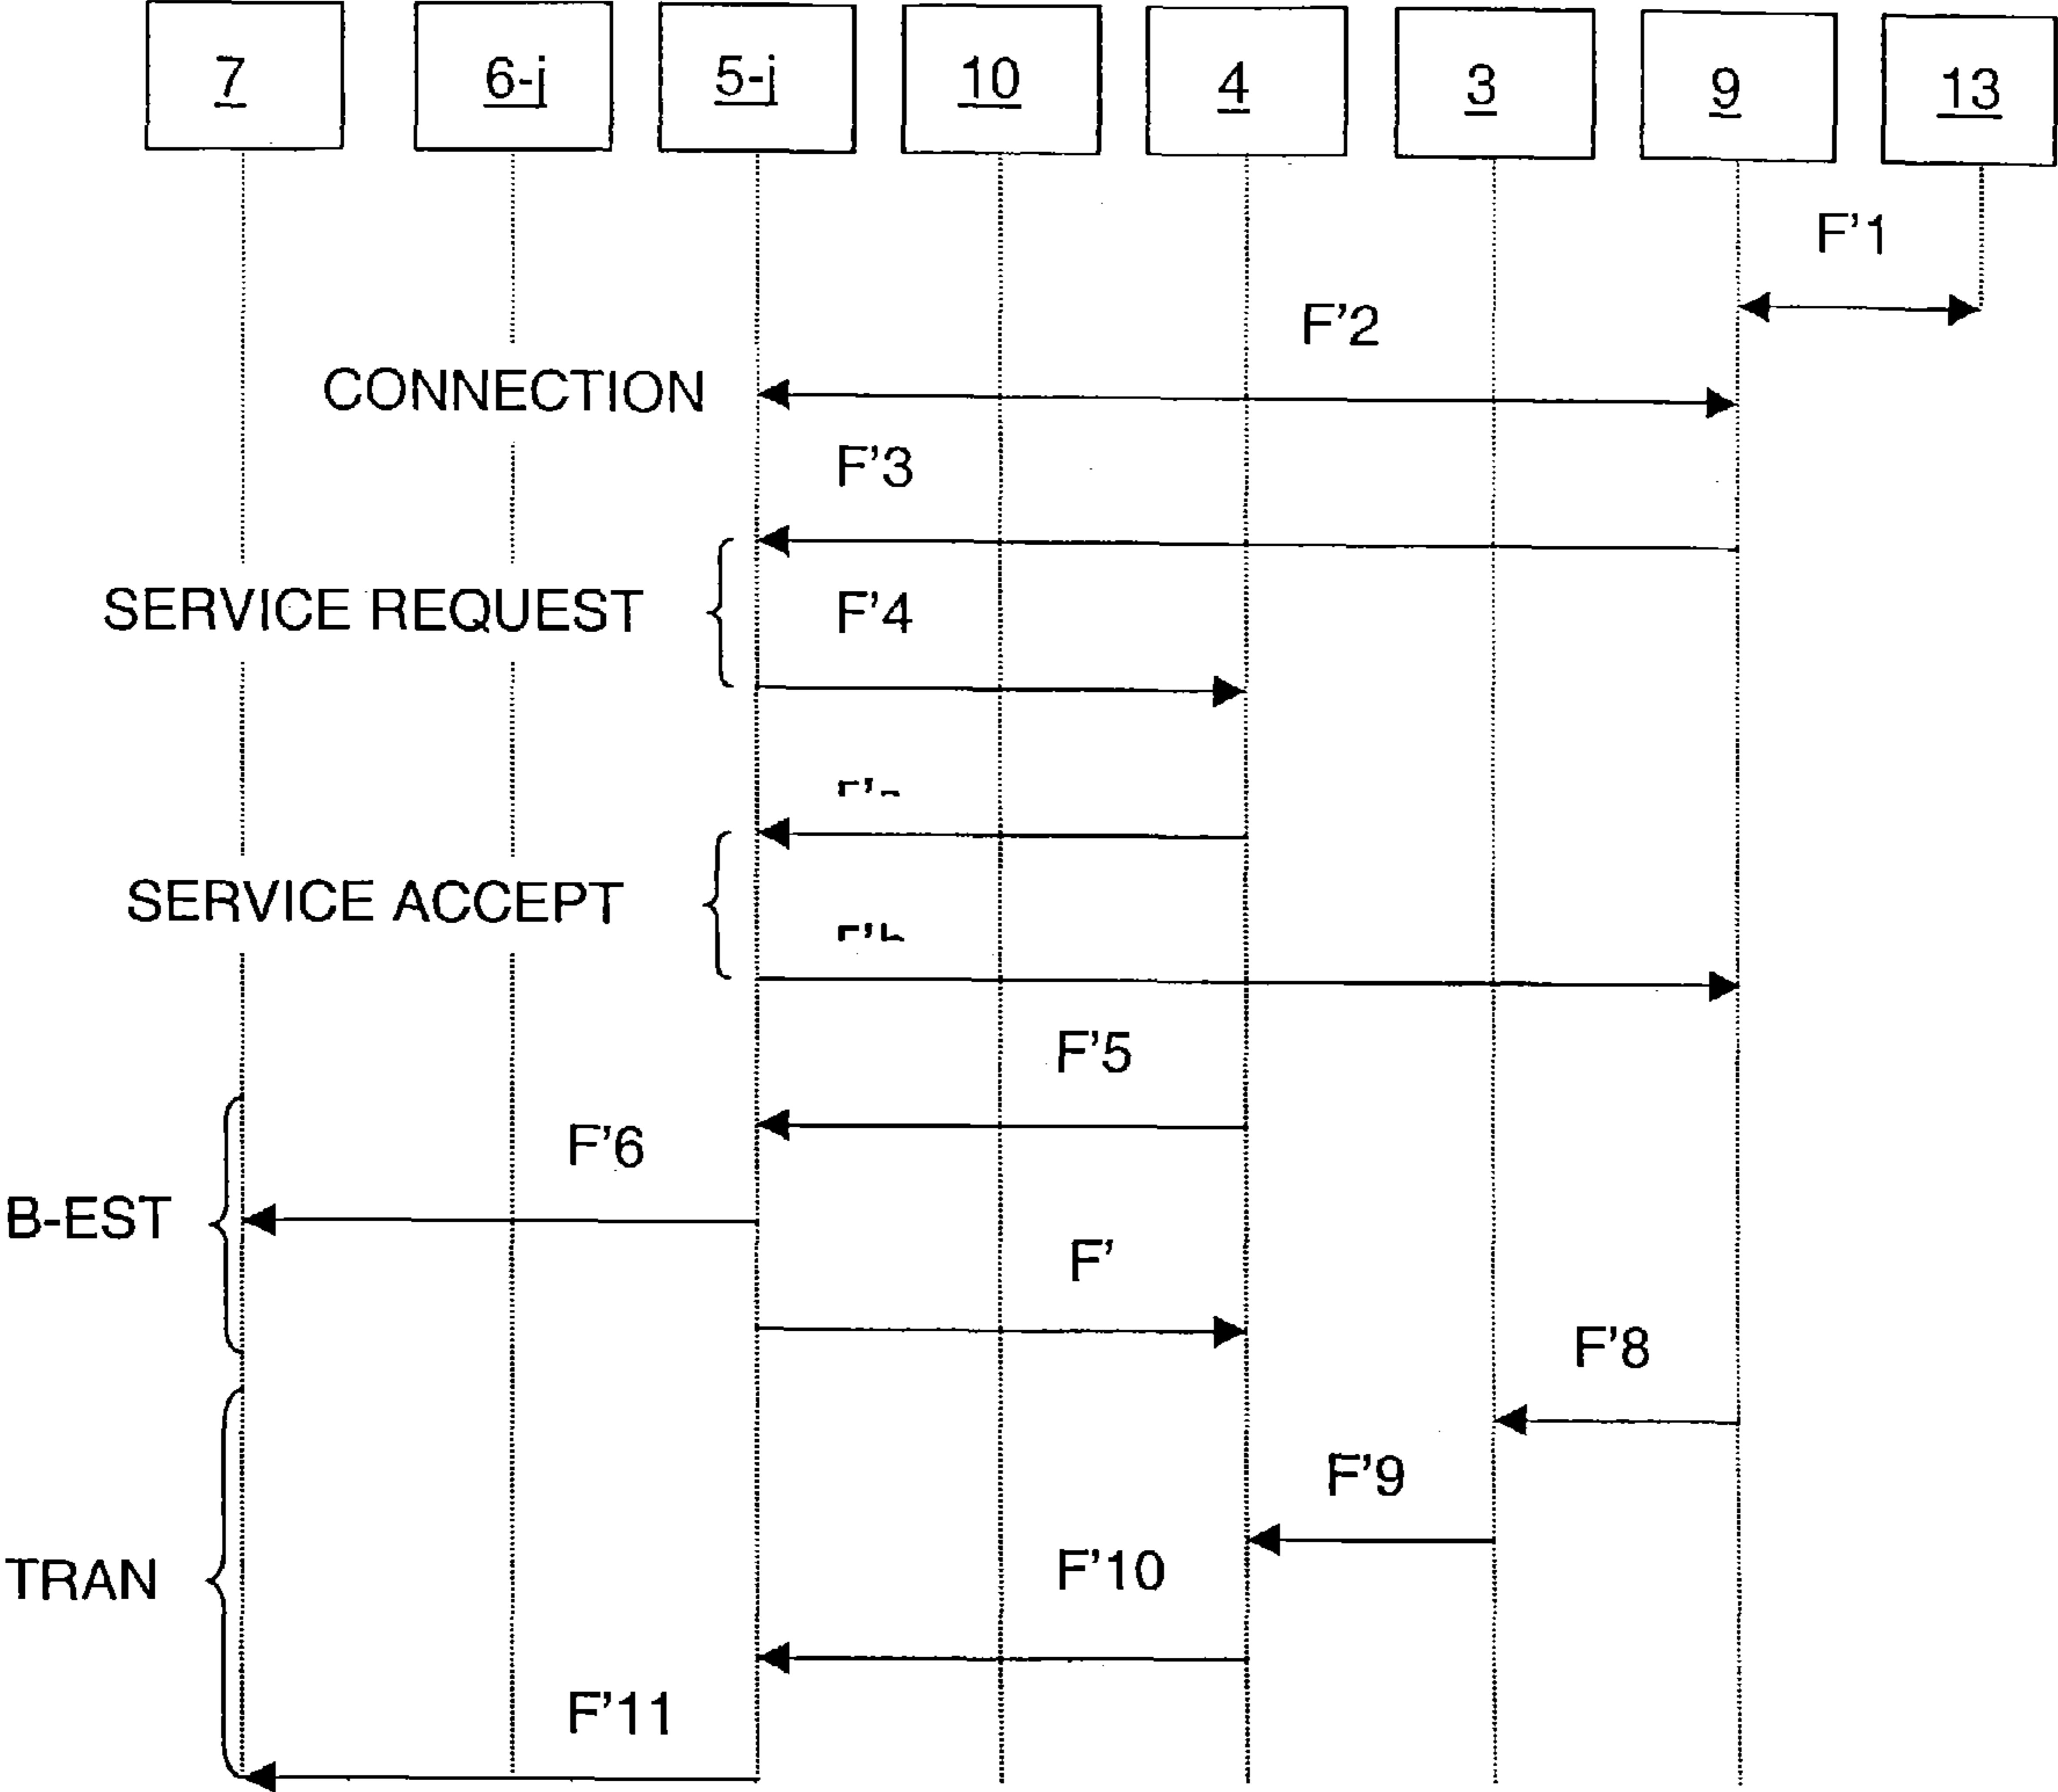 7 6-j 5-j 10 4 3 9 13
F'1
F'2
CONNECTION
F'3
SERVICE REQUEST
F'4
SERVICE ACCEPT
F'5
F'6
B-EST
F'
F'8
F'9
F'10
TRAN
F'11